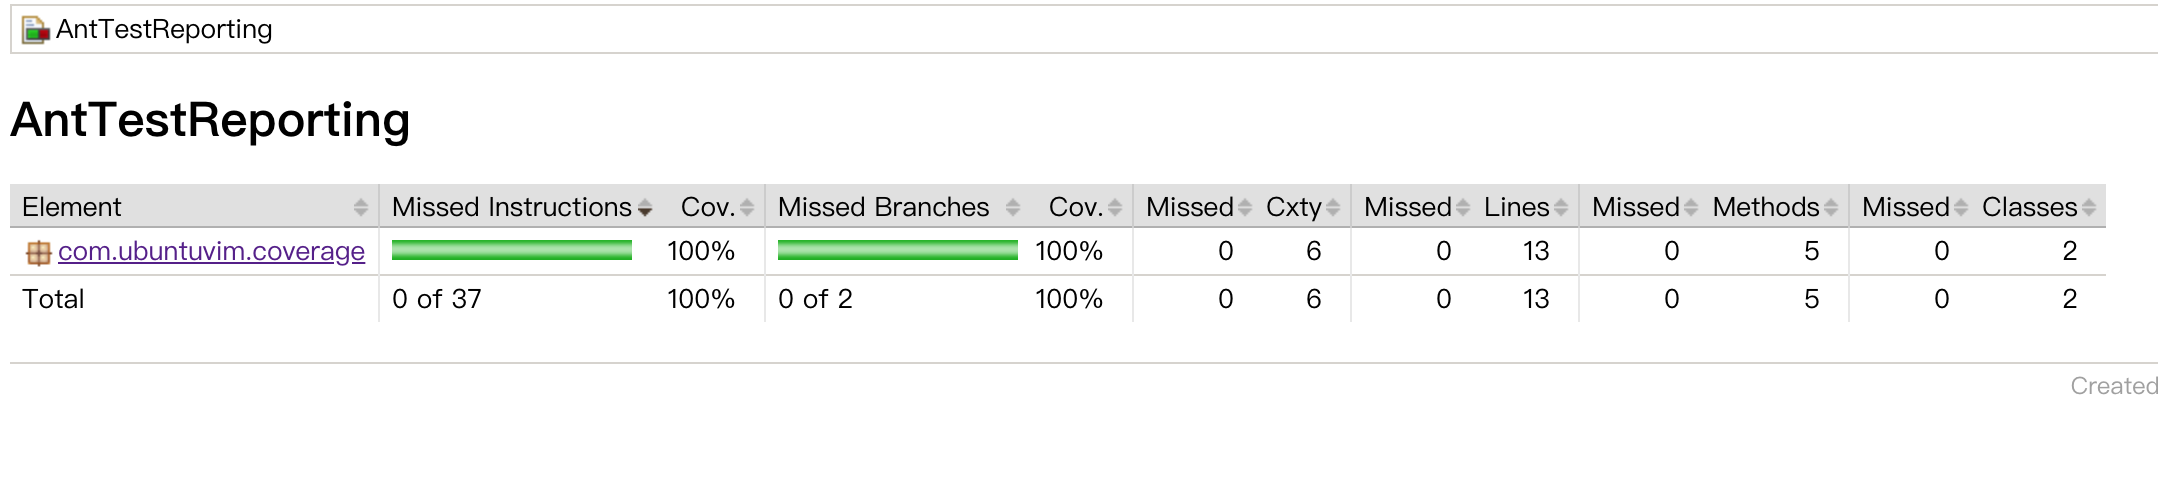 AntTestReporting
AntTestReporting
Element Missed Instructions Cov. Missed Branches Cov. Missed Cxty Missed Lines Missed Methods Missed Classes
com.ubuntuvim.coverage 100% 100% 0 6 0 13 0 5 0 2
Total 0 of 37 100% 0 of 2 100% 0 6 0 13 0 5 0 2
Created